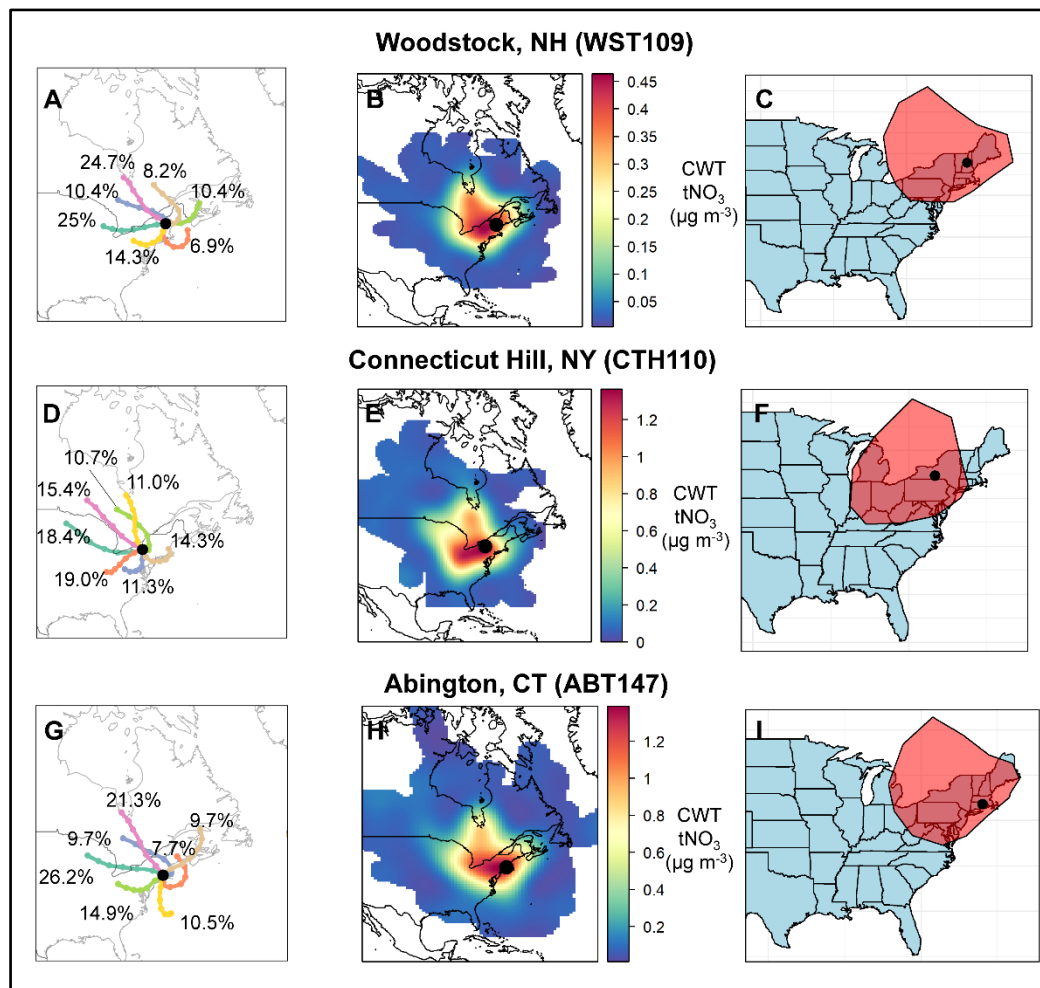 Woodstock, NH (WST109)
A
24.7%
8.2%
10.4%
10.4%
25%
14.3%
6.9%
B
0.45
0.4
0.35
0.3
0.25
0.2
0.15
0.1
0.05
CWT
tNO₃
(µg m⁻³)
C
Connecticut Hill, NY (CTH110)
D
10.7%
11.0%
15.4%
18.4%
14.3%
19.0%
11.3%
E
1.2
1
0.8
0.6
0.4
0.2
0
CWT
tNO₃
(µg m⁻³)
F
Abington, CT (ABT147)
G
21.3%
9.7%
9.7%
7.7%
26.2%
14.9%
10.5%
H
1.2
1
0.8
0.6
0.4
0.2
CWT
tNO₃
(µg m⁻³)
I